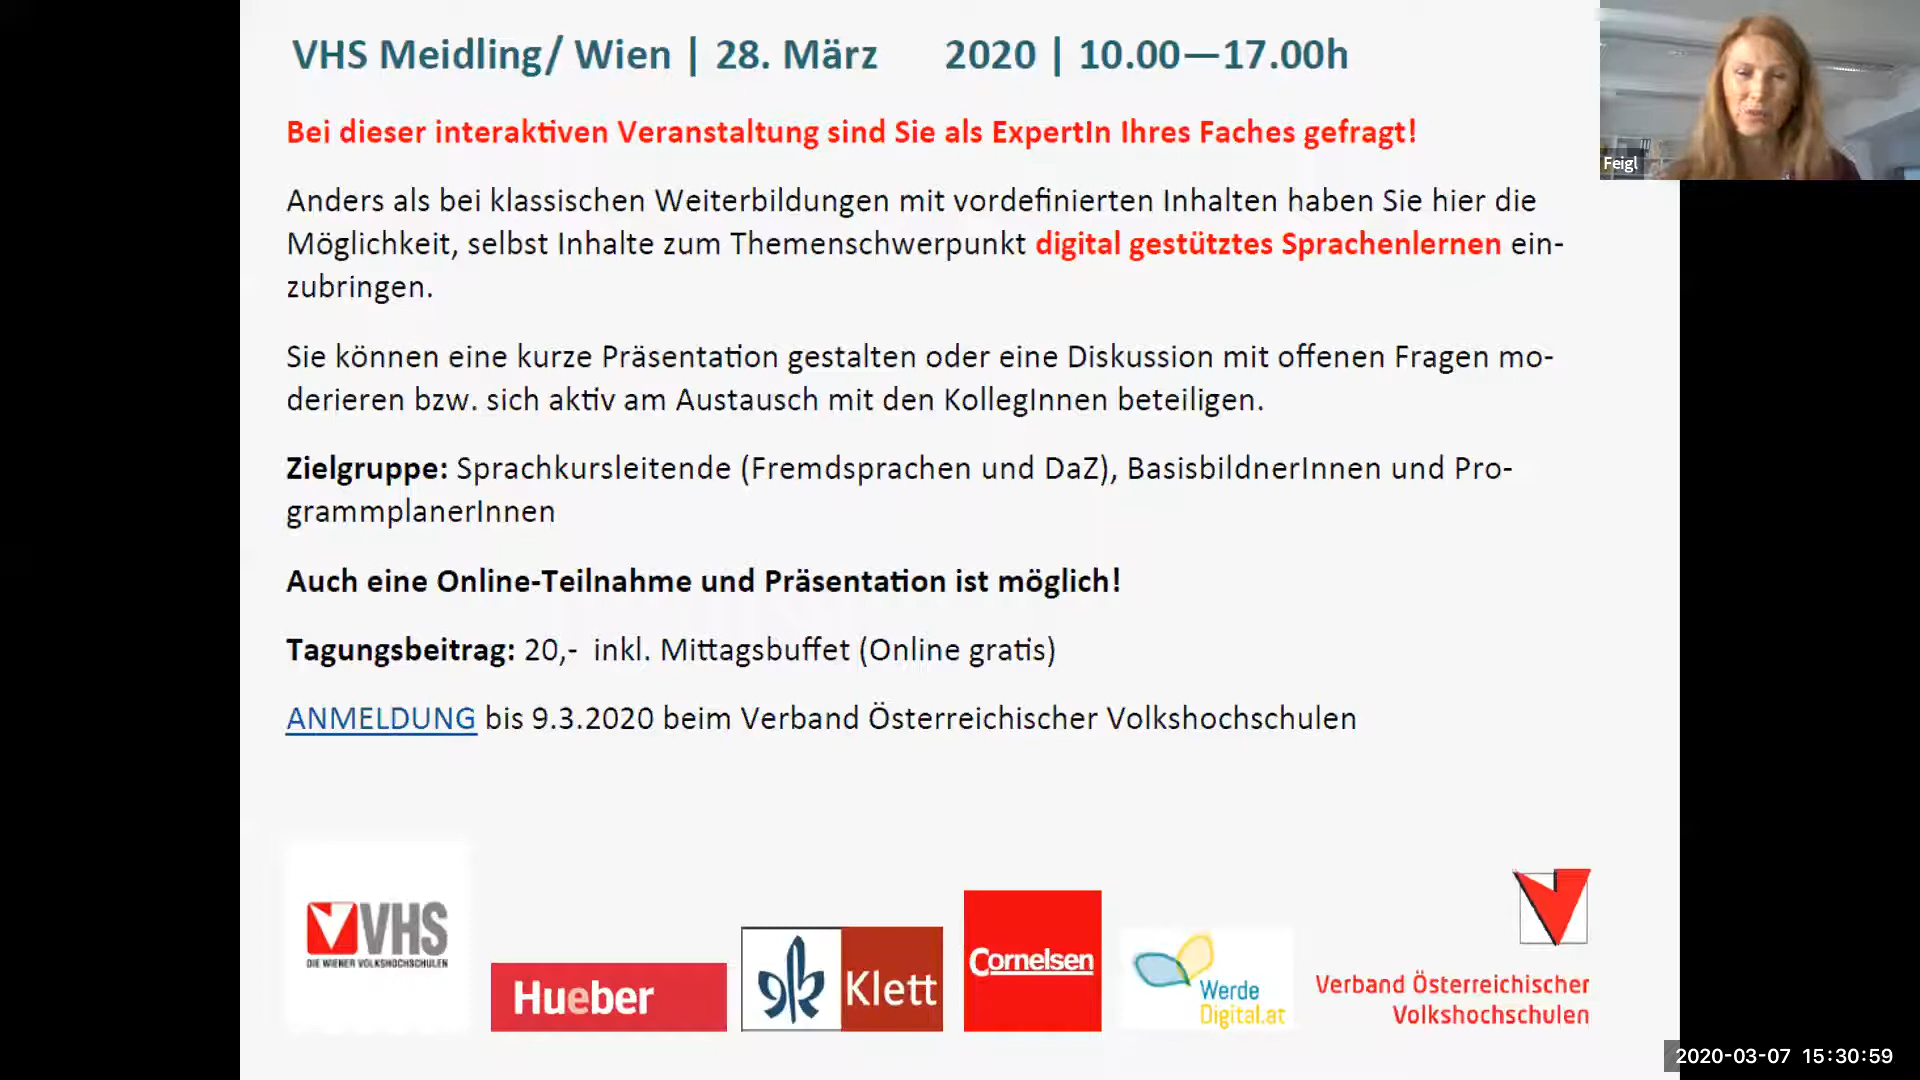 VHS Meidling/ Wien | 28. März 2020 | 10.00—17.00h
Bei dieser interaktiven Veranstaltung sind Sie als ExpertIn Ihres Faches gefragt!
Anders als bei klassischen Weiterbildungen mit vordefinierten Inhalten haben Sie hier die
Möglichkeit, selbst Inhalte zum Themenschwerpunkt digital gestütztes Sprachenlernen ein-
zubringen.
Sie können eine kurze Präsentation gestalten oder eine Diskussion mit offenen Fragen mo-
derieren bzw. sich aktiv am Austausch mit den KollegInnen beteiligen.
Zielgruppe: Sprachkursleitende (Fremdsprachen und DaZ), BasisbildnerInnen und Pro-
grammplanerInnen
Auch eine Online-Teilnahme und Präsentation ist möglich!
Tagungsbeitrag: 20,- inkl. Mittagsbuffet (Online gratis)
ANMELDUNG bis 9.3.2020 beim Verband Österreichischer Volkshochschulen
VHS
DIE WIENER VOLKSHOCHSCHULEN
Hueber
Klett
Cornelsen
Werde
Digital.at
Verband Österreichischer
Volkshochschulen
Feigl
2020-03-07 15:30:59